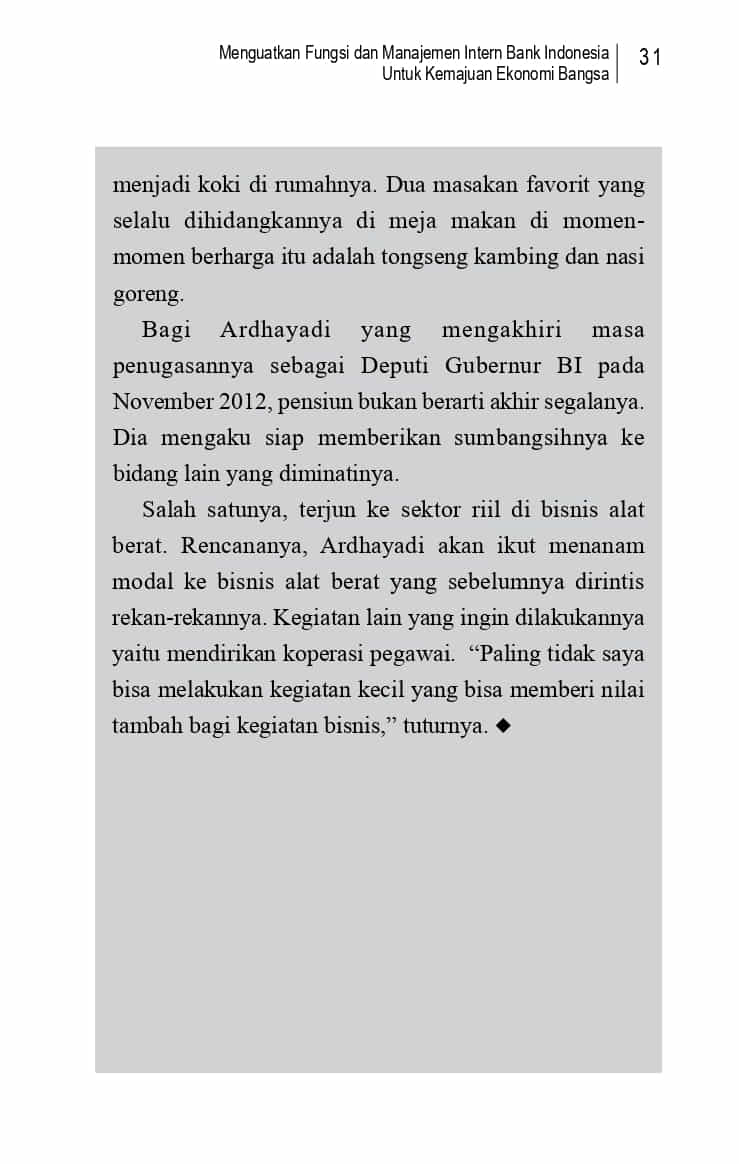 Menguatkan Fungsi dan Manajemen Intern Bank Indonesia
Untuk Kemajuan Ekonomi Bangsa
31
menjadi koki di rumahnya. Dua masakan favorit yang
selalu dihidangkannya di meja makan di momen-
momen berharga itu adalah tongseng kambing dan nasi
goreng.
Bagi Ardhayadi yang mengakhiri masa
penugasannya sebagai Deputi Gubernur BI pada
November 2012, pensiun bukan berarti akhir segalanya.
Dia mengaku siap memberikan sumbangsihnya ke
bidang lain yang diminatinya.
Salah satunya, terjun ke sektor riil di bisnis alat
berat. Rencananya, Ardhayadi akan ikut menanam
modal ke bisnis alat berat yang sebelumnya dirintis
rekan-rekannya. Kegiatan lain yang ingin dilakukannya
yaitu mendirikan koperasi pegawai. “Paling tidak saya
bisa melakukan kegiatan kecil yang bisa memberi nilai
tambah bagi kegiatan bisnis,” tuturnya. ◆